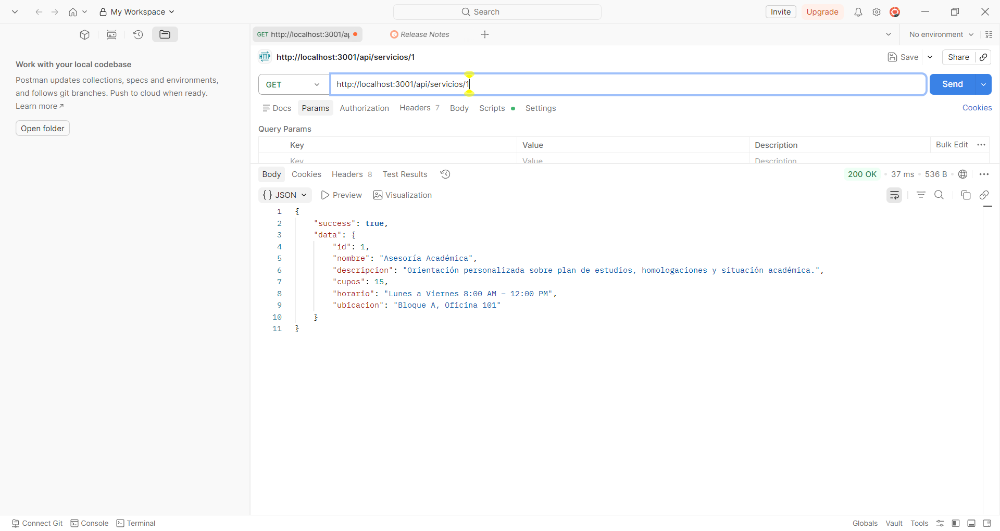 My Workspace
Search
Invite
Upgrade
GET http://localhost:3001/a
Release Notes
No environment
Work with your local codebase
Postman updates collections, specs and environments,
and follows git branches. Push to cloud when ready.
Learn more ↗
Open folder
HTTP http://localhost:3001/api/servicios/1
Save
Share
GET
http://localhost:3001/api/servicios/1
Send
Docs Params Authorization Headers 7 Body Scripts Settings
Cookies
Query Params
Key Value Description Bulk Edit
Key Value Description
Body Cookies Headers 8 Test Results
200 OK • 37 ms • 536 B
{} JSON Preview Visualization
1 {
2 "success": true,
3 "data": {
4 "id": 1,
5 "nombre": "Asesoría Académica",
6 "descripcion": "Orientación personalizada sobre plan de estudios, homologaciones y situación académica.",
7 "cupos": 15,
8 "horario": "Lunes a Viernes 8:00 AM – 12:00 PM",
9 "ubicacion": "Bloque A, Oficina 101"
10 }
11 }
Connect Git Console Terminal
Globals Vault Tools